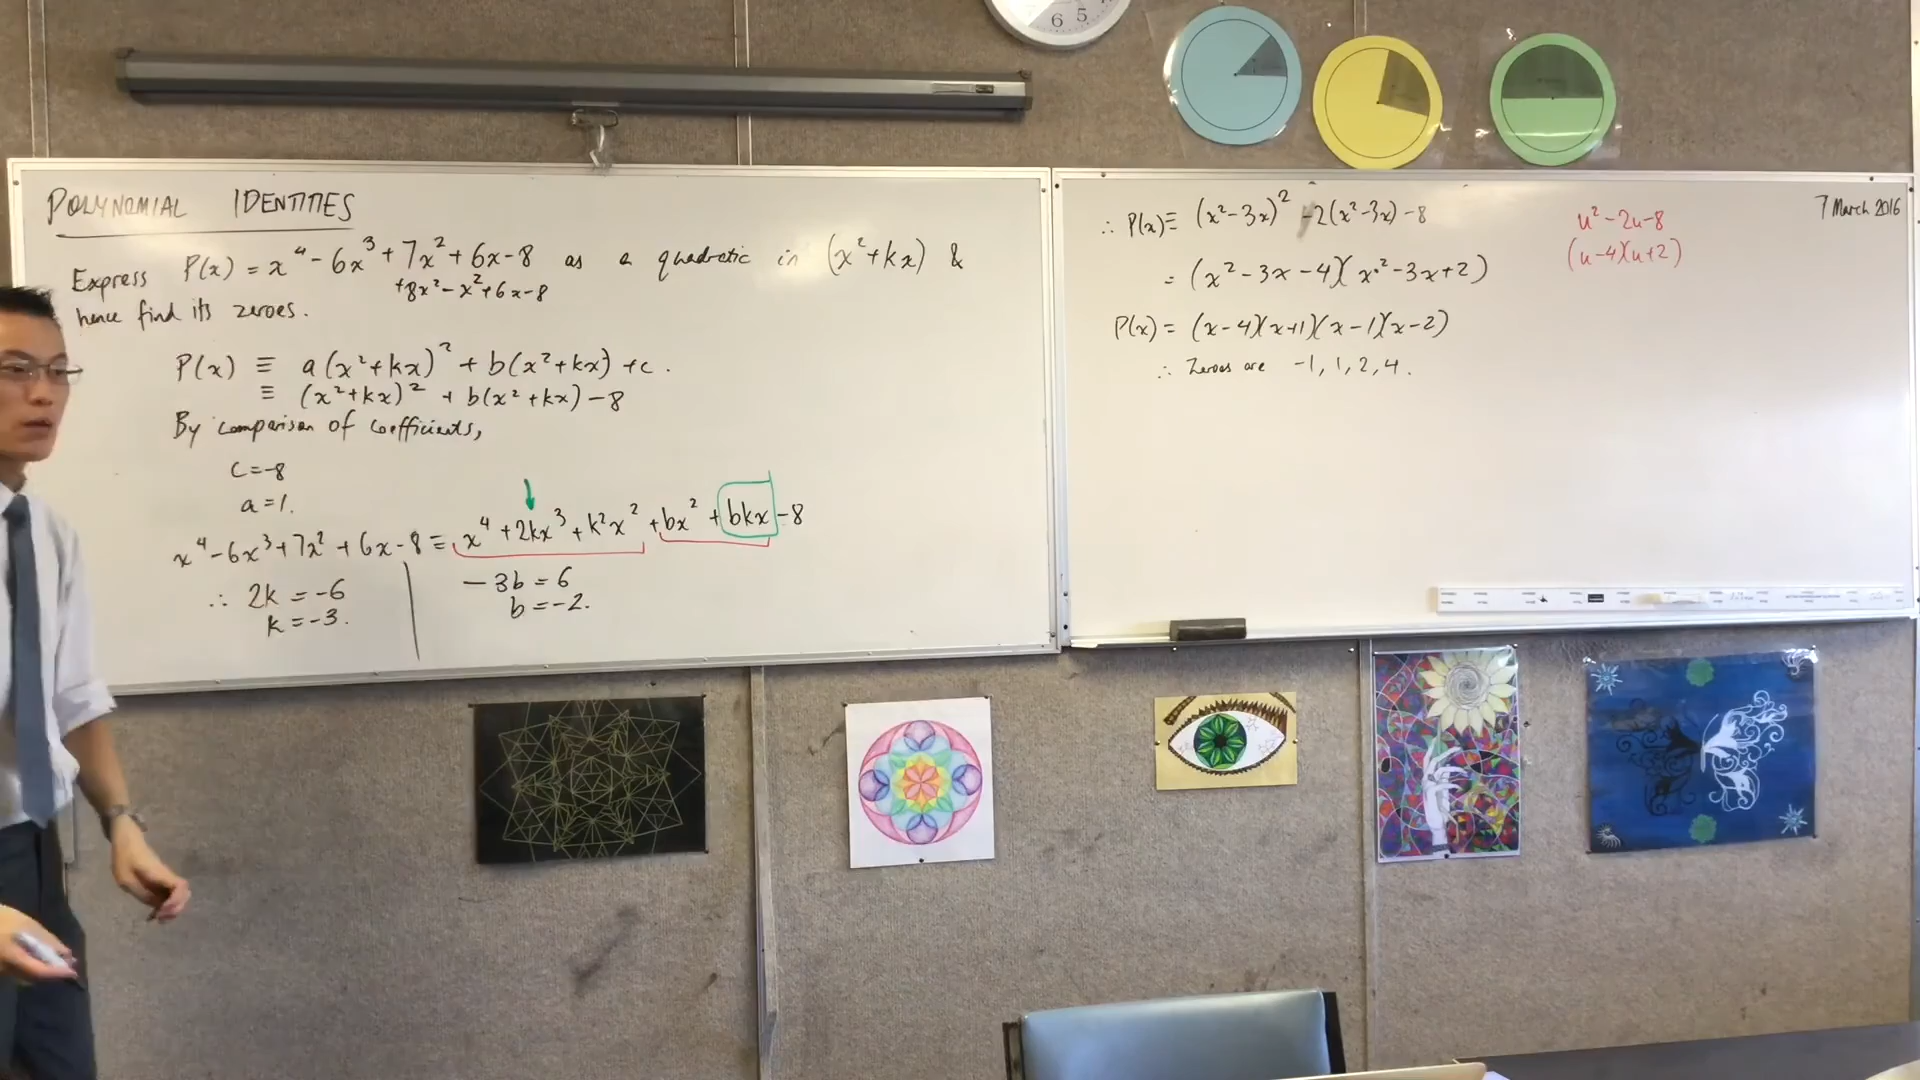 POLYNOMIAL IDENTITIES
Express P(x) = x⁴ - 6x³ + 7x² + 6x - 8 as a quadratic in (x² + kx) &
+8x² - x² + 6x - 8
hence find its zeroes.
P(x) ≡ a(x² + kx)² + b(x² + kx) + c.
≡ (x² + kx)² + b(x² + kx) - 8
By comparison of coefficients,
c = -8
a = 1.
x⁴ - 6x³ + 7x² + 6x - 8 ≡ x⁴ + 2kx³ + k²x² + bx² + bkx - 8
∴ 2k = -6
k = -3.
-3b = 6
b = -2.
∴ P(x) ≡ (x² - 3x)² - 2(x² - 3x) - 8
= (x² - 3x - 4)(x² - 3x + 2)
P(x) = (x - 4)(x + 1)(x - 1)(x - 2)
∴ Zeroes are -1, 1, 2, 4.
u² - 2u - 8
(u - 4)(u + 2)
7 March 2016
6 5